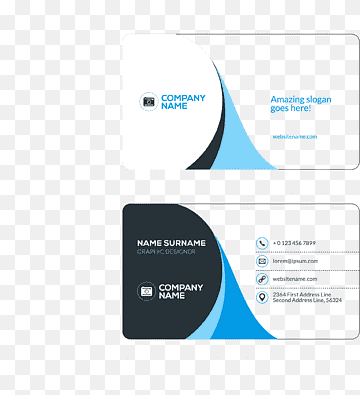 COMPANY
NAME
Amazing slogan
goes here!
websitename.com
NAME SURNAME
GRAPHIC DESIGNER
COMPANY
NAME
+ 0 123 456 7899
lorem@ipsum.com
websitename.com
2364 First Address Line
Second Address Line, 56324